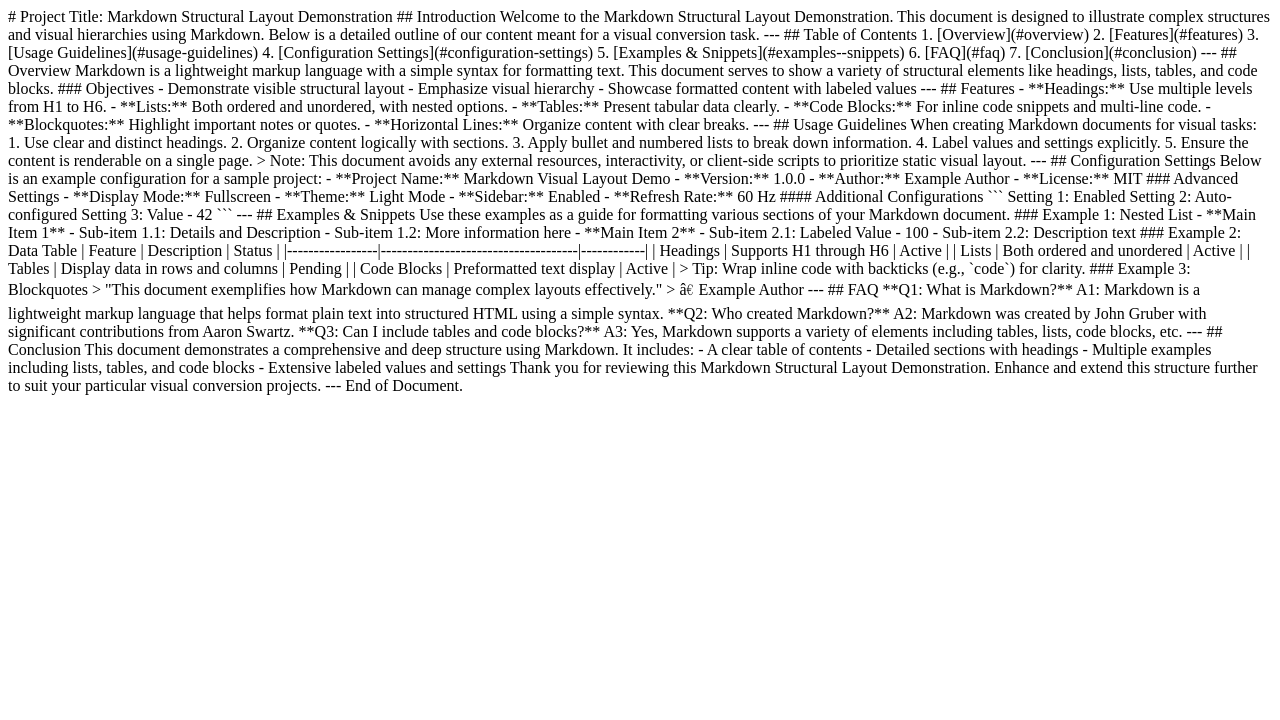 # Project Title: Markdown Structural Layout Demonstration ## Introduction Welcome to the Markdown Structural Layout Demonstration. This document is designed to illustrate complex structures
and visual hierarchies using Markdown. Below is a detailed outline of our content meant for a visual conversion task. --- ## Table of Contents 1. [Overview](#overview) 2. [Features](#features) 3.
[Usage Guidelines](#usage-guidelines) 4. [Configuration Settings](#configuration-settings) 5. [Examples & Snippets](#examples--snippets) 6. [FAQ](#faq) 7. [Conclusion](#conclusion) --- ##
Overview Markdown is a lightweight markup language with a simple syntax for formatting text. This document serves to show a variety of structural elements like headings, lists, tables, and code
blocks. ### Objectives - Demonstrate visible structural layout - Emphasize visual hierarchy - Showcase formatted content with labeled values --- ## Features - **Headings:** Use multiple levels
from H1 to H6. - **Lists:** Both ordered and unordered, with nested options. - **Tables:** Present tabular data clearly. - **Code Blocks:** For inline code snippets and multi-line code. -
**Blockquotes:** Highlight important notes or quotes. - **Horizontal Lines:** Organize content with clear breaks. --- ## Usage Guidelines When creating Markdown documents for visual tasks:
1. Use clear and distinct headings. 2. Organize content logically with sections. 3. Apply bullet and numbered lists to break down information. 4. Label values and settings explicitly. 5. Ensure the
content is renderable on a single page. > Note: This document avoids any external resources, interactivity, or client-side scripts to prioritize static visual layout. --- ## Configuration Settings Below
is an example configuration for a sample project: - **Project Name:** Markdown Visual Layout Demo - **Version:** 1.0.0 - **Author:** Example Author - **License:** MIT ### Advanced
Settings - **Display Mode:** Fullscreen - **Theme:** Light Mode - **Sidebar:** Enabled - **Refresh Rate:** 60 Hz #### Additional Configurations ``` Setting 1: Enabled Setting 2: Auto-
configured Setting 3: Value - 42 ``` --- ## Examples & Snippets Use these examples as a guide for formatting various sections of your Markdown document. ### Example 1: Nested List - **Main
Item 1** - Sub-item 1.1: Details and Description - Sub-item 1.2: More information here - **Main Item 2** - Sub-item 2.1: Labeled Value - 100 - Sub-item 2.2: Description text ### Example 2:
Data Table | Feature | Description | Status | |-----------------|-------------------------------------|------------| | Headings | Supports H1 through H6 | Active | | Lists | Both ordered and unordered | Active | |
Tables | Display data in rows and columns | Pending | | Code Blocks | Preformatted text display | Active | > Tip: Wrap inline code with backticks (e.g., `code`) for clarity. ### Example 3:
Blockquotes > "This document exemplifies how Markdown can manage complex layouts effectively." > â€ Example Author --- ## FAQ **Q1: What is Markdown?** A1: Markdown is a
lightweight markup language that helps format plain text into structured HTML using a simple syntax. **Q2: Who created Markdown?** A2: Markdown was created by John Gruber with
significant contributions from Aaron Swartz. **Q3: Can I include tables and code blocks?** A3: Yes, Markdown supports a variety of elements including tables, lists, code blocks, etc. --- ##
Conclusion This document demonstrates a comprehensive and deep structure using Markdown. It includes: - A clear table of contents - Detailed sections with headings - Multiple examples
including lists, tables, and code blocks - Extensive labeled values and settings Thank you for reviewing this Markdown Structural Layout Demonstration. Enhance and extend this structure further
to suit your particular visual conversion projects. --- End of Document.